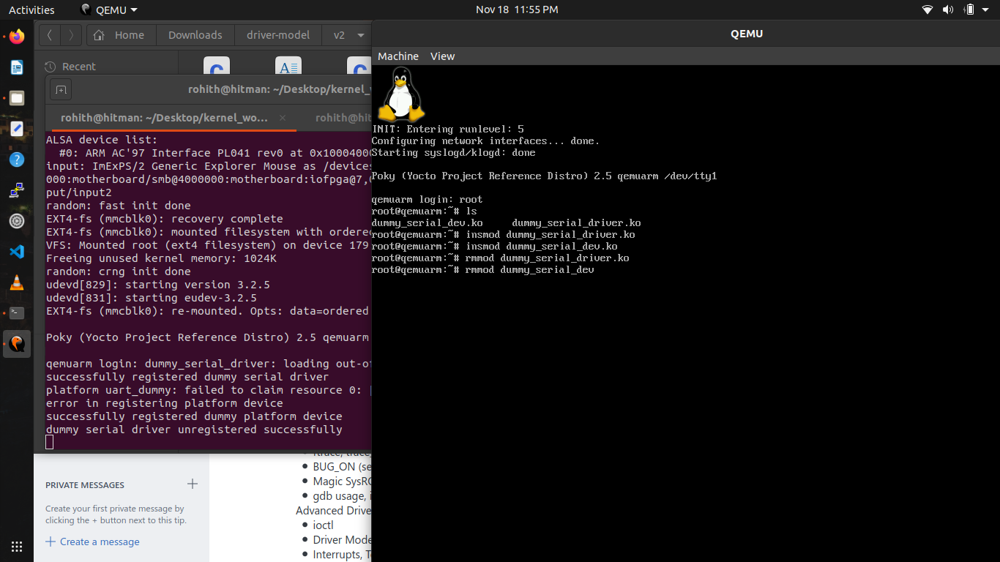 Activities
QEMU
Nov 18 11:55 PM
Home
Downloads
driver-model
v2
Recent
rohith@hitman: ~/Desktop/kernel_wo
rohith@hitman: ~/Desktop/kernel_wo...
rohith@hi
ALSA device list:
#0: ARM AC'97 Interface PL041 rev0 at 0x10004000
input: ImExPS/2 Generic Explorer Mouse as /devices
000:motherboard/smb@4000000:motherboard:iofpga@7,
put/input2
random: fast init done
EXT4-fs (mmcblk0): recovery complete
EXT4-fs (mmcblk0): mounted filesystem with ordered
VFS: Mounted root (ext4 filesystem) on device 179
Freeing unused kernel memory: 1024K
random: crng init done
udevd[829]: starting version 3.2.5
udevd[831]: starting eudev-3.2.5
EXT4-fs (mmcblk0): re-mounted. Opts: data=ordered
Poky (Yocto Project Reference Distro) 2.5 qemuarm
qemuarm login: dummy_serial_driver: loading out-of
successfully registered dummy serial driver
platform uart_dummy: failed to claim resource 0:
error in registering platform device
successfully registered dummy platform device
dummy serial driver unregistered successfully
PRIVATE MESSAGES
Create your first private message by
clicking the + button next to this tip.
Create a message
• BUG_ON (se
• Magic SysR
• gdb usage,
Advanced Drive
• ioctl
• Driver Mode
• Interrupts,
QEMU
Machine View
INIT: Entering runlevel: 5
Configuring network interfaces... done.
Starting syslogd/klogd: done
Poky (Yocto Project Reference Distro) 2.5 qemuarm /dev/tty1
qemuarm login: root
root@qemuarm:~# ls
dummy_serial_dev.ko dummy_serial_driver.ko
root@qemuarm:~# insmod dummy_serial_driver.ko
root@qemuarm:~# insmod dummy_serial_dev.ko
root@qemuarm:~# rmmod dummy_serial_driver.ko
root@qemuarm:~# rmmod dummy_serial_dev